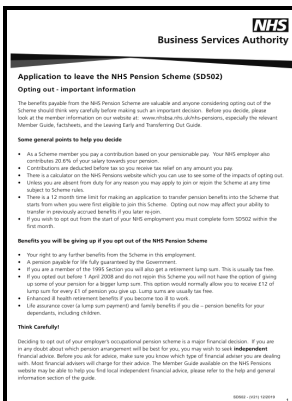 NHS
Business Services Authority
Application to leave the NHS Pension Scheme (SD502)
Opting out - important information
The benefits payable from the NHS Pension Scheme are valuable and anyone considering opting out of the
Scheme should think very carefully before making such an important decision. Before you decide, please
look at the member information on our website at: www.nhsbsa.nhs.uk/nhs-pensions, especially the relevant
Member Guide, factsheets, and the Leaving Early and Transferring Out Guide.
Some general points to help you decide
• As a Scheme member you pay a contribution based on your pensionable pay. Your NHS employer also
contributes 20.6% of your salary towards your pension.
• Contributions are deducted before tax so you receive tax relief on any amount you pay.
• There is a calculator on the NHS Pensions website which you can use to see some of the impacts of opting out.
• Unless you are absent from duty for any reason you may apply to join or rejoin the Scheme at any time
subject to Scheme rules.
• There is a 12 month time limit for making an application to transfer pension benefits into the Scheme that
starts from when you were first eligible to join this Scheme. Opting out now may affect your ability to
transfer in previously accrued benefits if you later re-join.
• If you wish to opt out from the start of your NHS employment you must complete form SD502 within the
first month.
Benefits you will be giving up if you opt out of the NHS Pension Scheme
• Your right to any further benefits from the Scheme in this employment.
• A pension payable for life fully guaranteed by the Government.
• If you are a member of the 1995 Section you will also get a retirement lump sum. This is usually tax free.
• If you opted out before 1 April 2008 and do not rejoin this Scheme you will not have the option of giving
up some of your pension for a bigger lump sum. This option would normally allow you to receive £12 of
lump sum for every £1 of pension you give up. Lump sums are usually tax free.
• Enhanced ill health retirement benefits if you become too ill to work.
• Life assurance cover (a lump sum payment) and family benefits if you die – pension benefits for your
dependants, including children.
Think Carefully!
Deciding to opt out of your employer's occupational pension scheme is a major financial decision. If you are
in any doubt about which pension arrangement will be best for you, you may wish to seek independent
financial advice. Before you ask for advice, make sure you know which type of financial adviser you are dealing
with. Most financial advisers will charge for their advice. The Member Guide available on the NHS Pensions
website may be able to help you find local independent financial advice, please refer to the help and general
information section of the guide.
SD502 - (V21) 12/2019